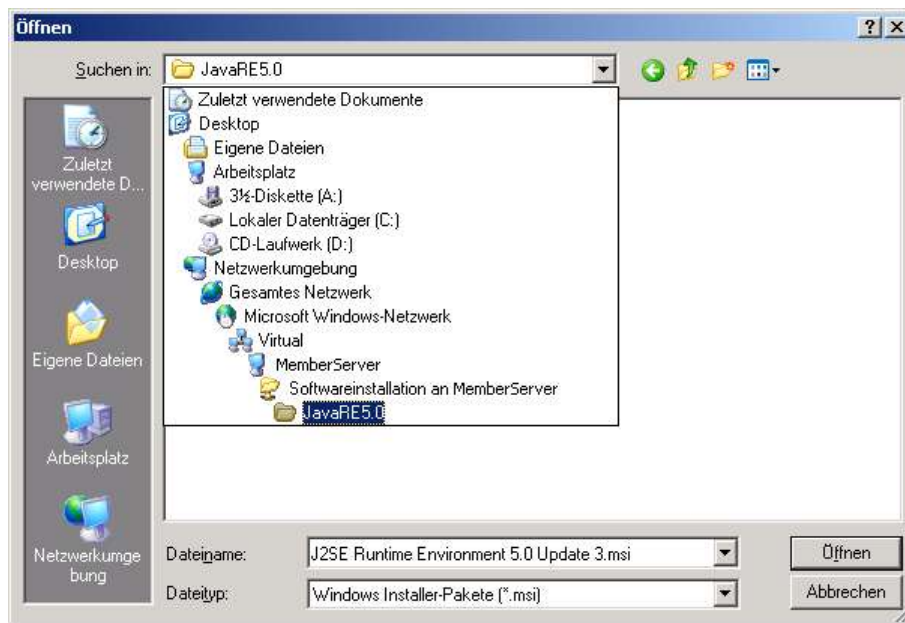 Öffnen
Suchen in:
JavaRE5.0
Zuletzt verwendete Dokumente
Desktop
Eigene Dateien
Arbeitsplatz
3½-Diskette (A:)
Lokaler Datenträger (C:)
CD-Laufwerk (D:)
Netzwerkumgebung
Gesamtes Netzwerk
Microsoft Windows-Netzwerk
Virtual
MemberServer
Softwareinstallation an MemberServer
JavaRE5.0
Zuletzt
verwendete D...
Desktop
Eigene Dateien
Arbeitsplatz
Netzwerkumge
bung
Dateiname:
J2SE Runtime Environment 5.0 Update 3.msi
Öffnen
Dateityp:
Windows Installer-Pakete (*.msi)
Abbrechen